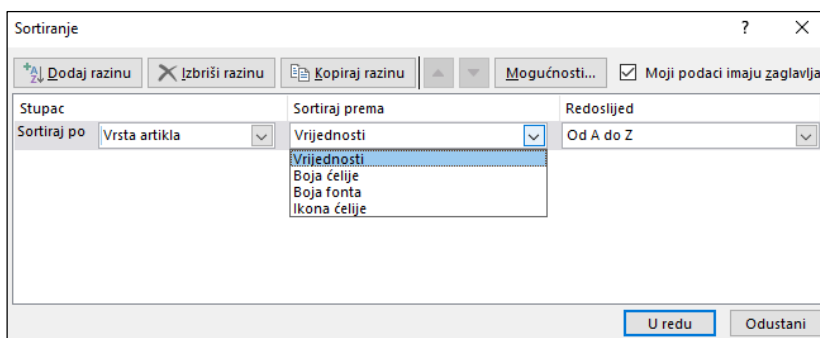 Sortiranje
Dodaj razinu Izbriši razinu Kopiraj razinu Mogućnosti... Moji podaci imaju zaglavlja
Stupac Sortiraj prema Redoslijed
Sortiraj po Vrsta artikla Vrijednosti Od A do Z
Vrijednosti
Boja ćelije
Boja fonta
Ikona ćelije
U redu Odustani